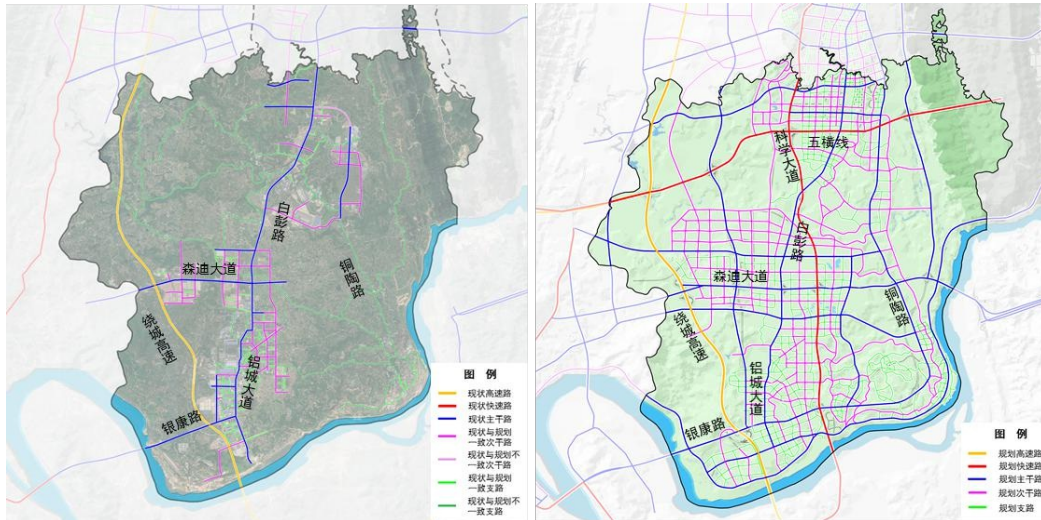 白彭路
森迪大道
铜陶路
绕城高速
铝城大道
银康路
图 例
现状高速路
现状快速路
现状主干路
现状与规划
一致次干路
现状与规划不
一致次干路
现状与规划
一致支路
现状与规划不
一致支路
科学大道
五横线
白彭路
森迪大道
铜陶路
绕城高速
铝城大道
银康路
图 例
规划高速路
规划快速路
规划主干路
规划次干路
规划支路